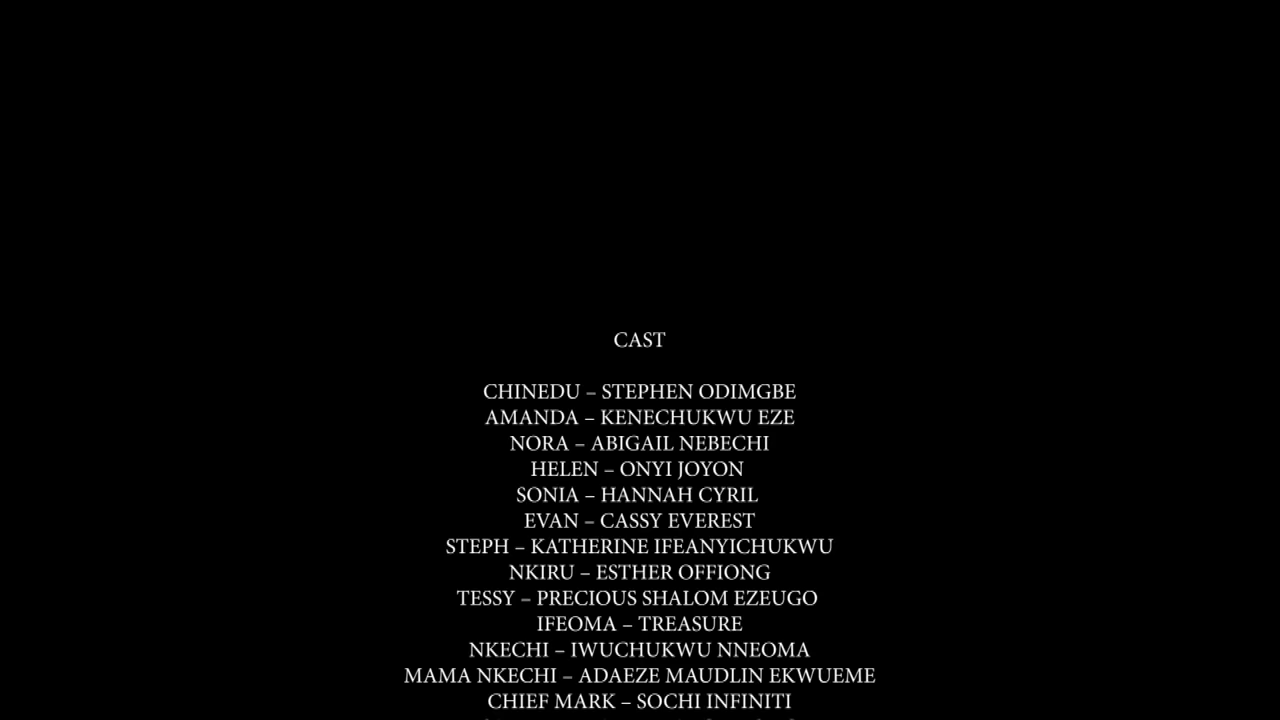 CAST
CHINEDU – STEPHEN ODIMGBE
AMANDA – KENECHUKWU EZE
NORA – ABIGAIL NEBECHI
HELEN – ONYI JOYON
SONIA – HANNAH CYRIL
EVAN – CASSY EVEREST
STEPH – KATHERINE IFEANYICHUKWU
NKIRU – ESTHER OFFIONG
TESSY – PRECIOUS SHALOM EZEUGO
IFEOMA – TREASURE
NKECHI – IWUCHUKWU NNEOMA
MAMA NKECHI – ADAEZE MAUDLIN EKWUEME
CHIEF MARK – SOCHI INFINITI